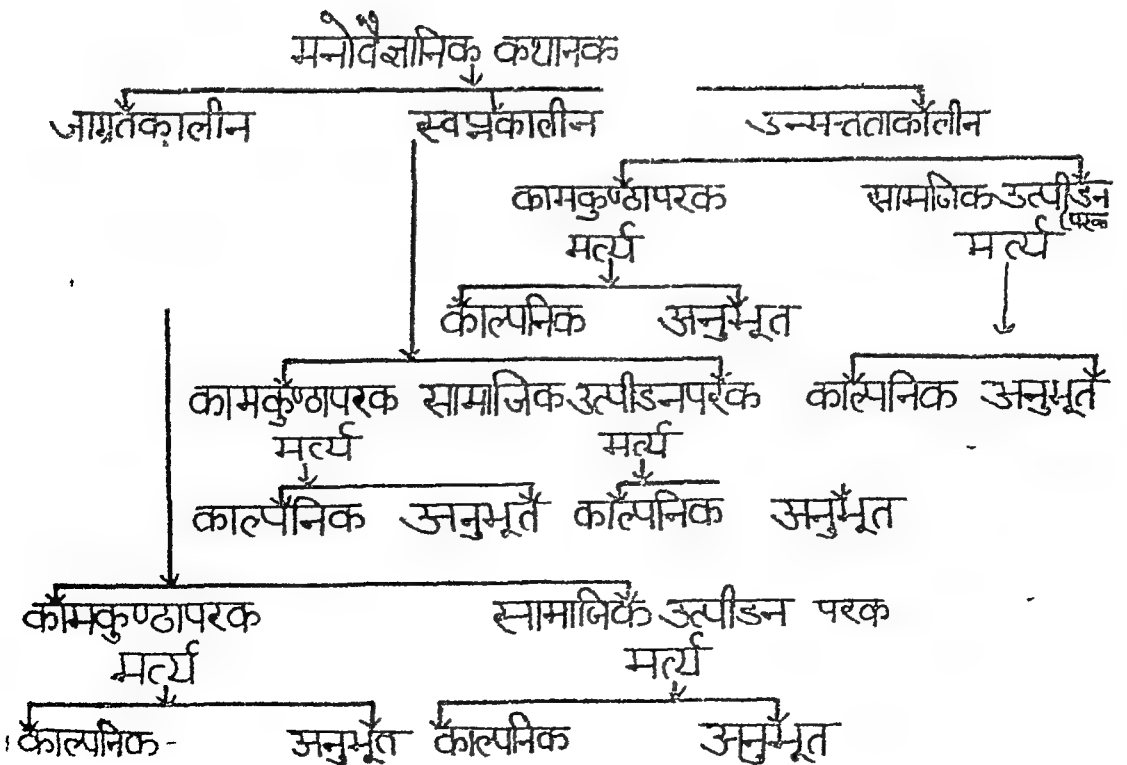 मनोवैज्ञानिक कथानक
जाग्रतकालीन स्वप्नकालीन उन्मत्तताकालीन
कामकुण्ठापरक सामजिक उत्पीडन
परक
मर्त्य मर्त्य
काल्पनिक अनुभूत
कामकुण्ठापरक सामाजिक उत्पीडनपरक काल्पनिक अनुभूत
मर्त्य मर्त्य
काल्पनिक अनुभूत काल्पनिक अनुभूत
कामकुण्ठापरक सामाजिक उत्पीडन परक
मर्त्य मर्त्य
काल्पनिक अनुभूत काल्पनिक अनुभूत